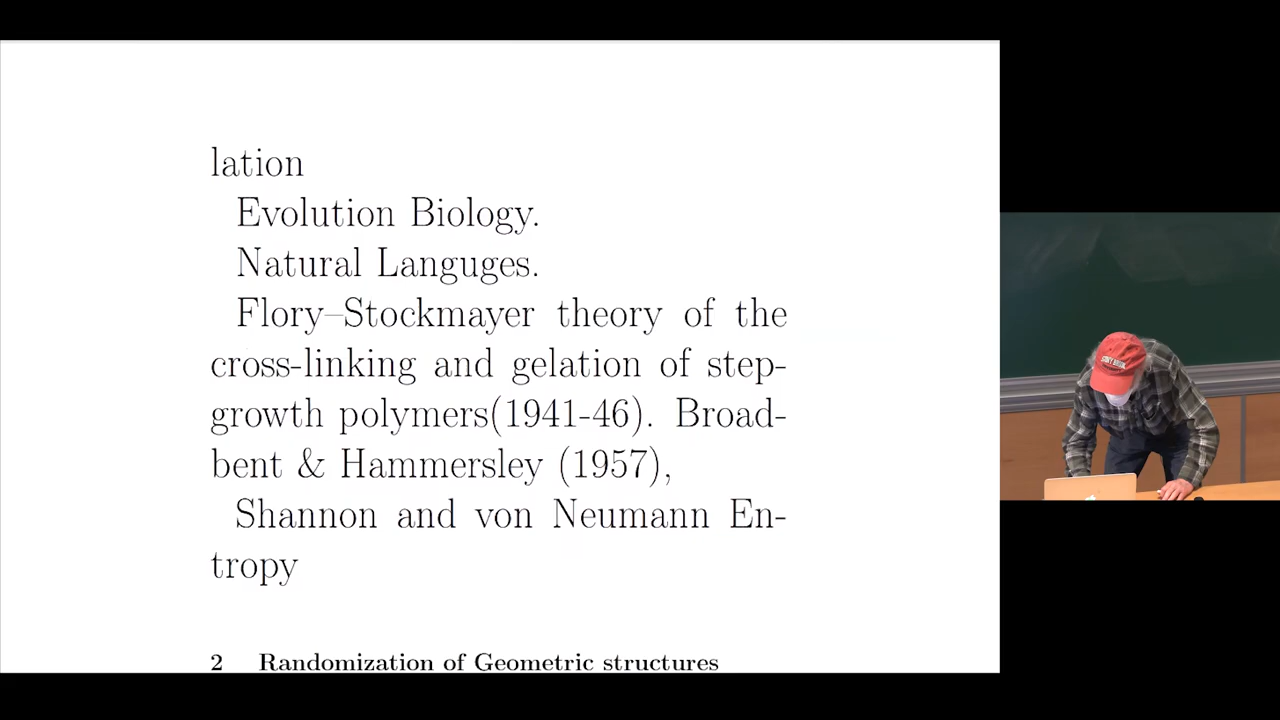 lation
Evolution Biology.
Natural Languges.
Flory–Stockmayer theory of the
cross-linking and gelation of step-
growth polymers(1941-46). Broad-
bent & Hammersley (1957),
Shannon and von Neumann En-
tropy
2 Randomization of Geometric structures